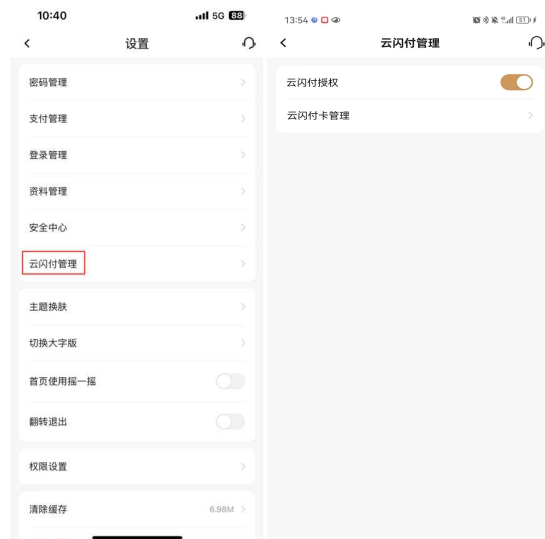 10:40
5G 88
设置
密码管理
支付管理
登录管理
资料管理
安全中心
云闪付管理
主题换肤
切换大字版
首页使用摇一摇
翻转退出
权限设置
清除缓存
6.98M
13:54
51
云闪付管理
云闪付授权
云闪付卡管理